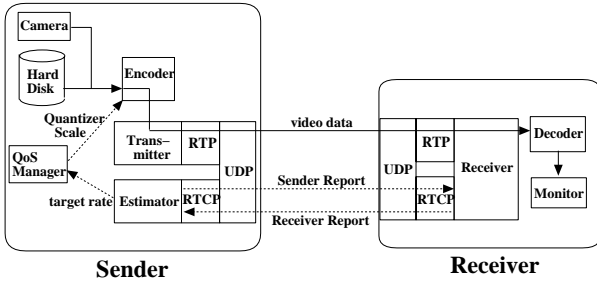 Camera
Hard
Disk
Encoder
Quantizer
Scale
QoS
Manager
target rate
Trans–
mitter
RTP
UDP
Estimator
RTCP
Sender
video data
Sender Report
Receiver Report
UDP
RTP
RTCP
Receiver
Decoder
Monitor
Receiver